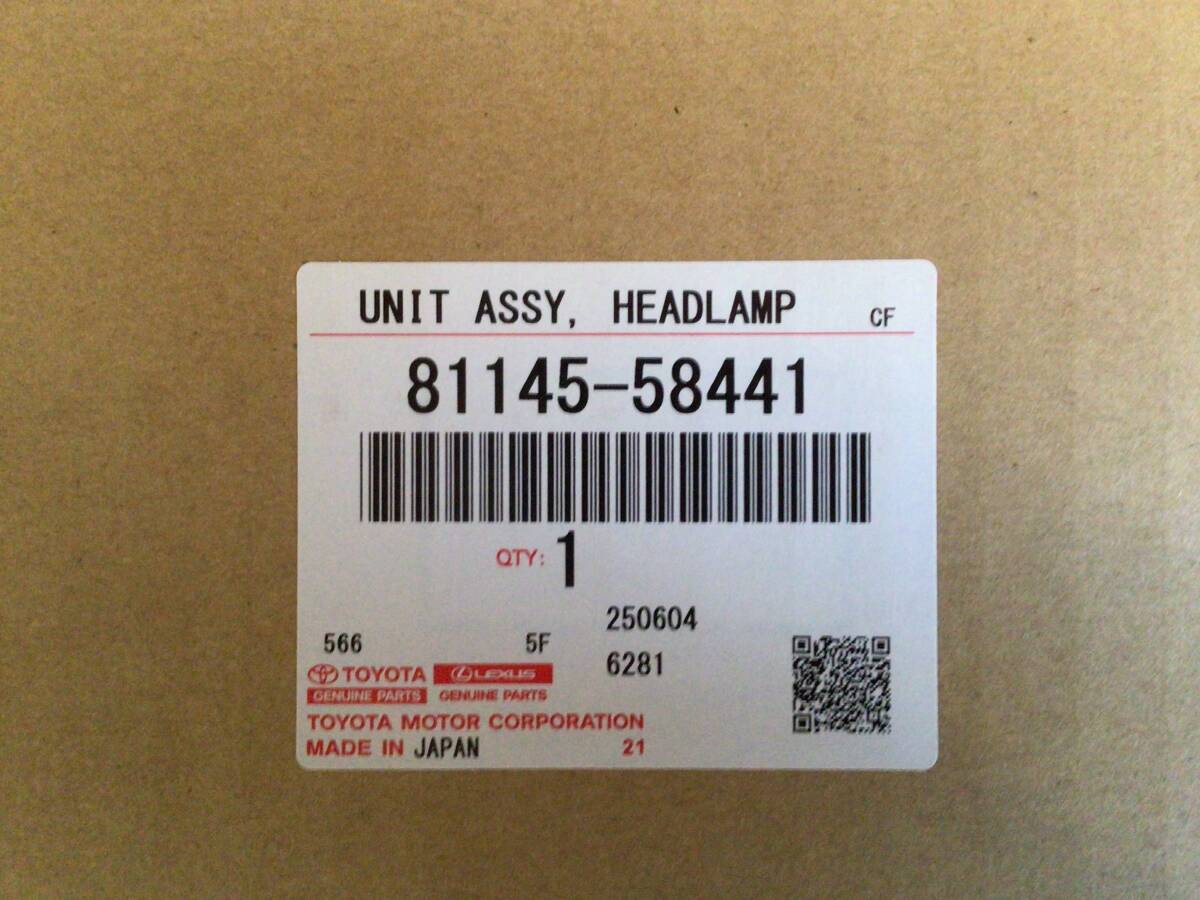 UNIT ASSY, HEADLAMP CF
81145-58441
QTY: 1
250604
566 5F
6281
TOYOTA LEXUS
GENUINE PARTS GENUINE PARTS
TOYOTA MOTOR CORPORATION
MADE IN JAPAN 21